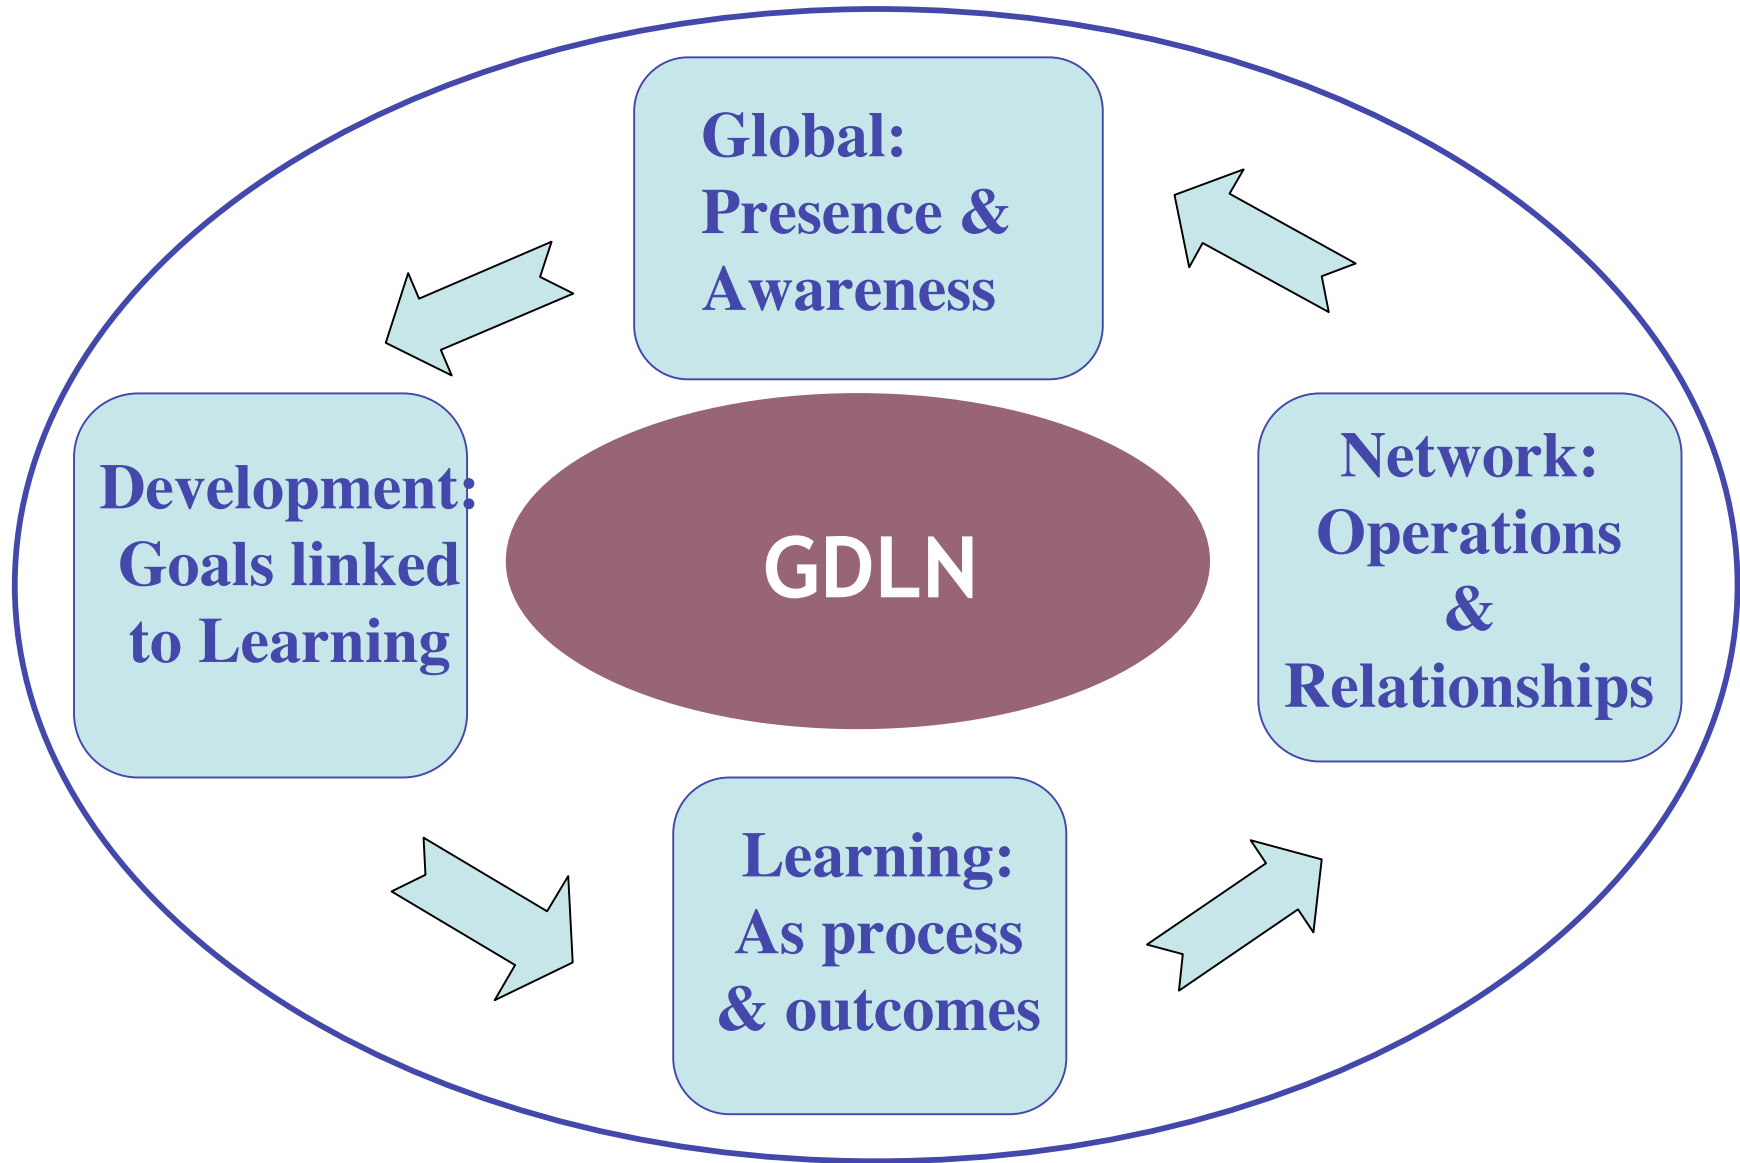 Global:
Presence &
Awareness
Development:
Goals linked
to Learning
GDLN
Network:
Operations
&
Relationships
Learning:
As process
& outcomes